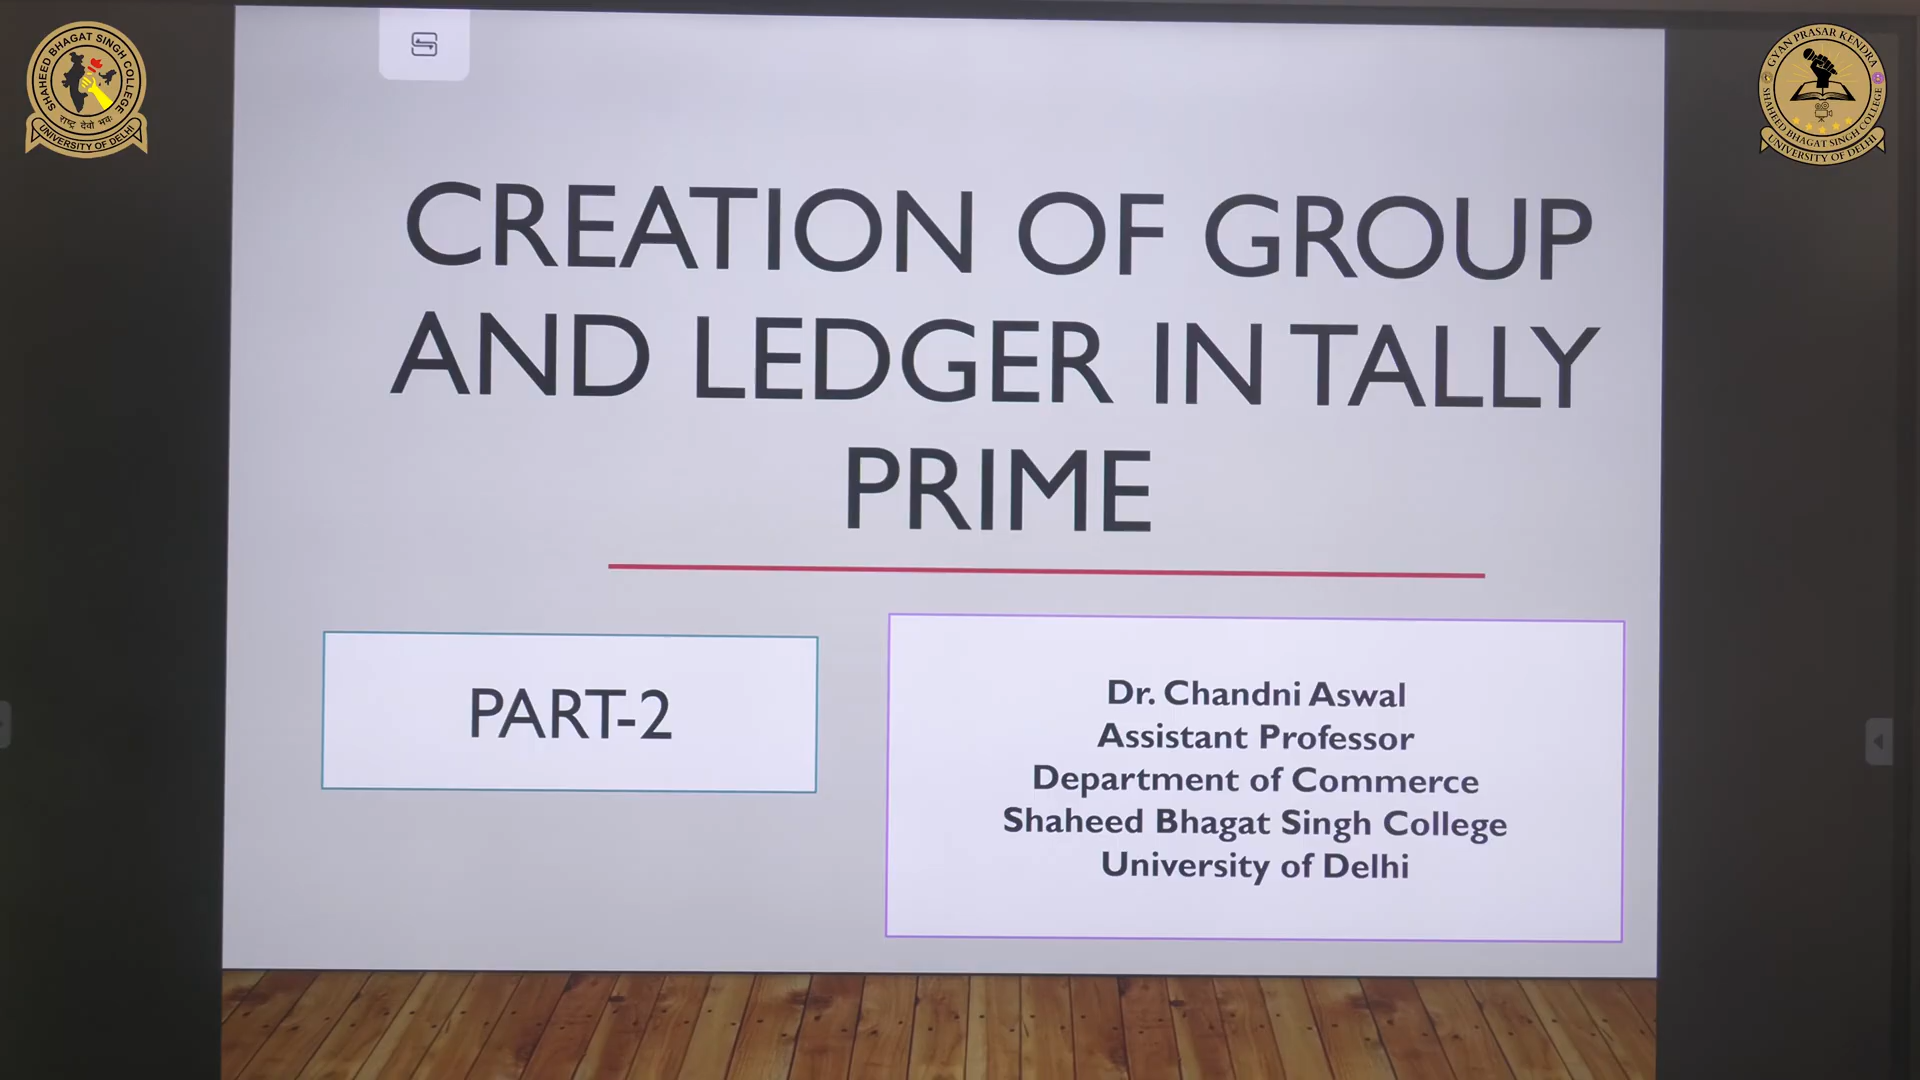 SHAHEED BHAGAT SINGH COLLEGE
राष्ट्र देवो भवः
UNIVERSITY OF DELHI
GYAN PRASAR KENDRA
SHAHEED BHAGAT SINGH COLLEGE
UNIVERSITY OF DELHI
CREATION OF GROUP
AND LEDGER IN TALLY
PRIME
PART-2
Dr. Chandni Aswal
Assistant Professor
Department of Commerce
Shaheed Bhagat Singh College
University of Delhi